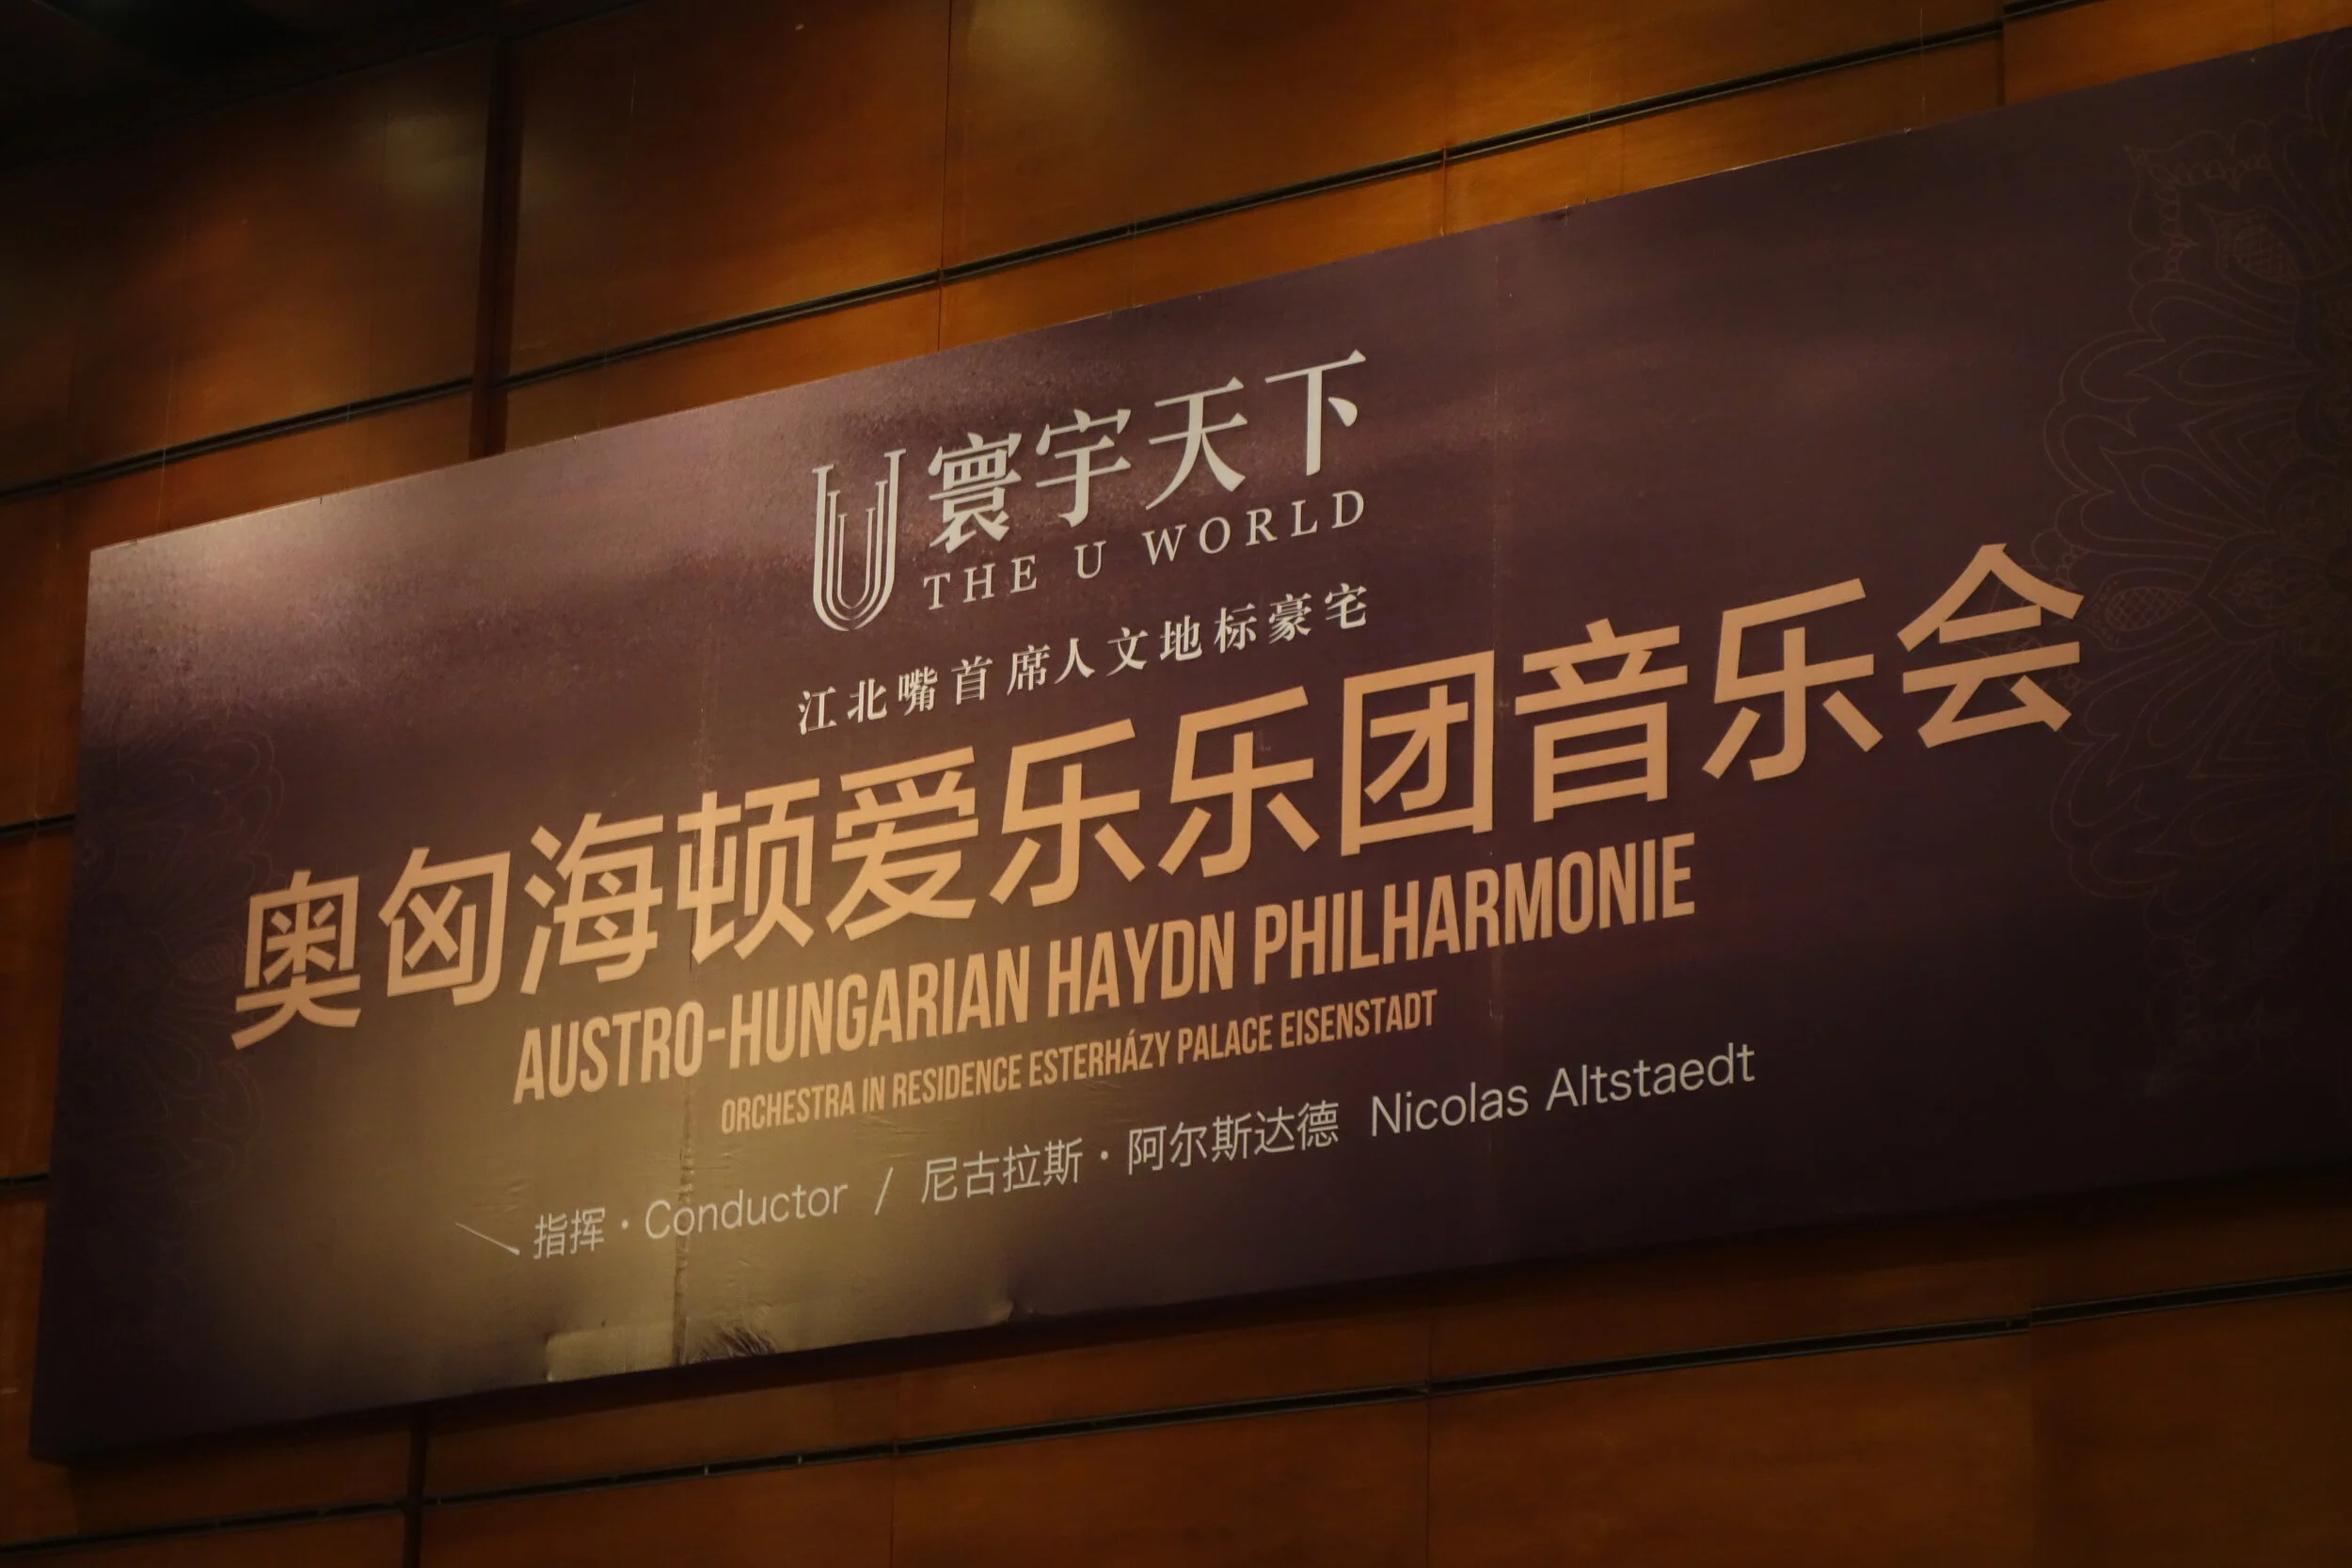 寰宇天下
THE U WORLD
江北嘴首席人文地标豪宅
奥匈海顿爱乐乐团音乐会
AUSTRO-HUNGARIAN HAYDN PHILHARMONIE
ORCHESTRA IN RESIDENCE ESTERHÁZY PALACE EISENSTADT
指挥·Conductor / 尼古拉斯·阿尔斯达德 Nicolas Altstaedt